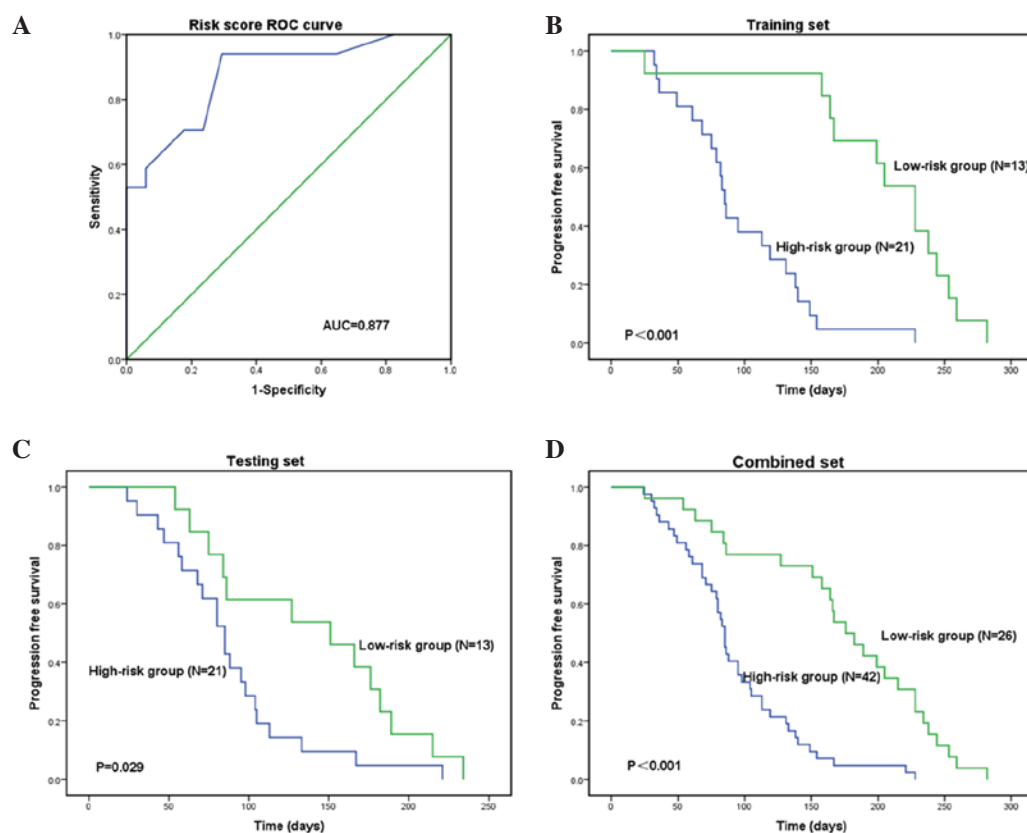 A
Risk score ROC curve
1.0
0.8
0.6
0.4
0.2
0.0
Sensitivity
AUC=0.877
0.0 0.2 0.4 0.6 0.8 1.0
1-Specificity
B
Training set
1.0
0.8
0.6
0.4
0.2
0.0
Progression free survival
Low-risk group (N=13)
High-risk group (N=21)
P<0.001
0 50 100 150 200 250 300
Time (days)
C
Testing set
1.0
0.8
0.6
0.4
0.2
0.0
Progression free survival
Low-risk group (N=13)
High-risk group (N=21)
P=0.029
0 50 100 150 200 250
Time (days)
D
Combined set
1.0
0.8
0.6
0.4
0.2
0.0
Progression free survival
Low-risk group (N=26)
High-risk group (N=42)
P<0.001
0 50 100 150 200 250 300
Time (days)